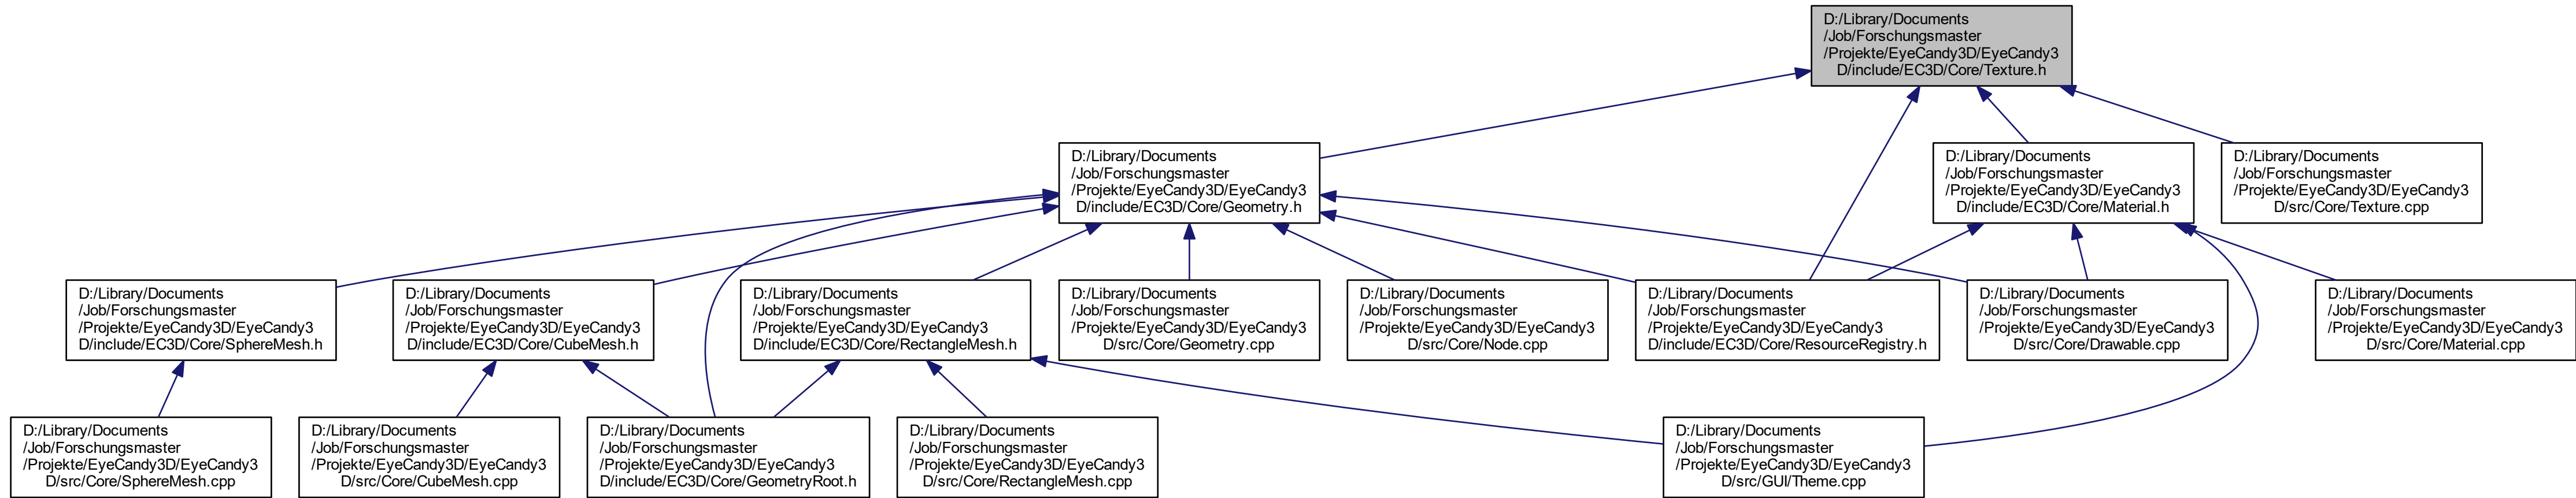 D:/Library/Documents
/Job/Forschungsmaster
/Projekte/EyeCandy3D/EyeCandy3
D/include/EC3D/Core/Texture.h
D:/Library/Documents
/Job/Forschungsmaster
/Projekte/EyeCandy3D/EyeCandy3
D/include/EC3D/Core/Geometry.h
D:/Library/Documents
/Job/Forschungsmaster
/Projekte/EyeCandy3D/EyeCandy3
D/include/EC3D/Core/Material.h
D:/Library/Documents
/Job/Forschungsmaster
/Projekte/EyeCandy3D/EyeCandy3
D/src/Core/Texture.cpp
D:/Library/Documents
/Job/Forschungsmaster
/Projekte/EyeCandy3D/EyeCandy3
D/include/EC3D/Core/SphereMesh.h
D:/Library/Documents
/Job/Forschungsmaster
/Projekte/EyeCandy3D/EyeCandy3
D/include/EC3D/Core/CubeMesh.h
D:/Library/Documents
/Job/Forschungsmaster
/Projekte/EyeCandy3D/EyeCandy3
D/include/EC3D/Core/RectangleMesh.h
D:/Library/Documents
/Job/Forschungsmaster
/Projekte/EyeCandy3D/EyeCandy3
D/src/Core/Geometry.cpp
D:/Library/Documents
/Job/Forschungsmaster
/Projekte/EyeCandy3D/EyeCandy3
D/src/Core/Node.cpp
D:/Library/Documents
/Job/Forschungsmaster
/Projekte/EyeCandy3D/EyeCandy3
D/include/EC3D/Core/ResourceRegistry.h
D:/Library/Documents
/Job/Forschungsmaster
/Projekte/EyeCandy3D/EyeCandy3
D/src/Core/Drawable.cpp
D:/Library/Documents
/Job/Forschungsmaster
/Projekte/EyeCandy3D/EyeCandy3
D/src/Core/Material.cpp
D:/Library/Documents
/Job/Forschungsmaster
/Projekte/EyeCandy3D/EyeCandy3
D/src/Core/SphereMesh.cpp
D:/Library/Documents
/Job/Forschungsmaster
/Projekte/EyeCandy3D/EyeCandy3
D/src/Core/CubeMesh.cpp
D:/Library/Documents
/Job/Forschungsmaster
/Projekte/EyeCandy3D/EyeCandy3
D/include/EC3D/Core/GeometryRoot.h
D:/Library/Documents
/Job/Forschungsmaster
/Projekte/EyeCandy3D/EyeCandy3
D/src/Core/RectangleMesh.cpp
D:/Library/Documents
/Job/Forschungsmaster
/Projekte/EyeCandy3D/EyeCandy3
D/src/GUI/Theme.cpp